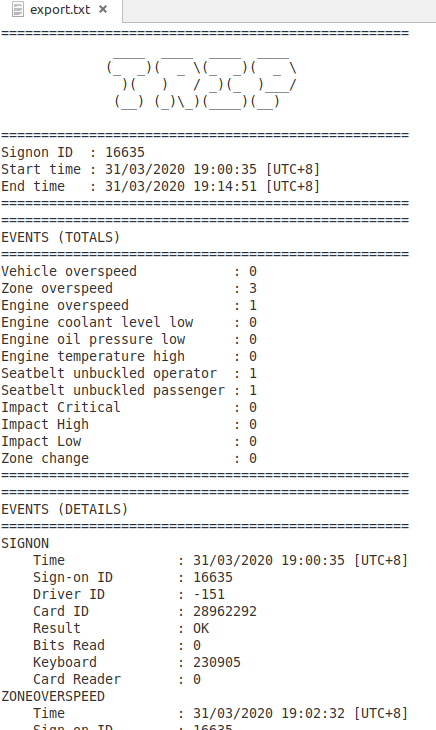 export.txt ×
==================================================
 ____  ____  ____  ____
(_  _)(  _ \(_  _)(  _ \
  )(   )   / _)(_  )___/
 (__) (_)\_)(____)(__)
==================================================
Signon ID  : 16635
Start time : 31/03/2020 19:00:35 [UTC+8]
End time   : 31/03/2020 19:14:51 [UTC+8]
==================================================
==================================================
EVENTS (TOTALS)
==================================================
Vehicle overspeed            : 0
Zone overspeed               : 3
Engine overspeed             : 1
Engine coolant level low     : 0
Engine oil pressure low      : 0
Engine temperature high      : 0
Seatbelt unbuckled operator  : 1
Seatbelt unbuckled passenger : 1
Impact Critical              : 0
Impact High                  : 0
Impact Low                   : 0
Zone change                  : 0
==================================================
==================================================
EVENTS (DETAILS)
==================================================
SIGNON
    Time              : 31/03/2020 19:00:35 [UTC+8]
    Sign-on ID        : 16635
    Driver ID         : -151
    Card ID           : 28962292
    Result            : OK
    Bits Read         : 0
    Keyboard          : 230905
    Card Reader       : 0
ZONEOVERSPEED
    Time              : 31/03/2020 19:02:32 [UTC+8]
    Sign-on ID        : 16635